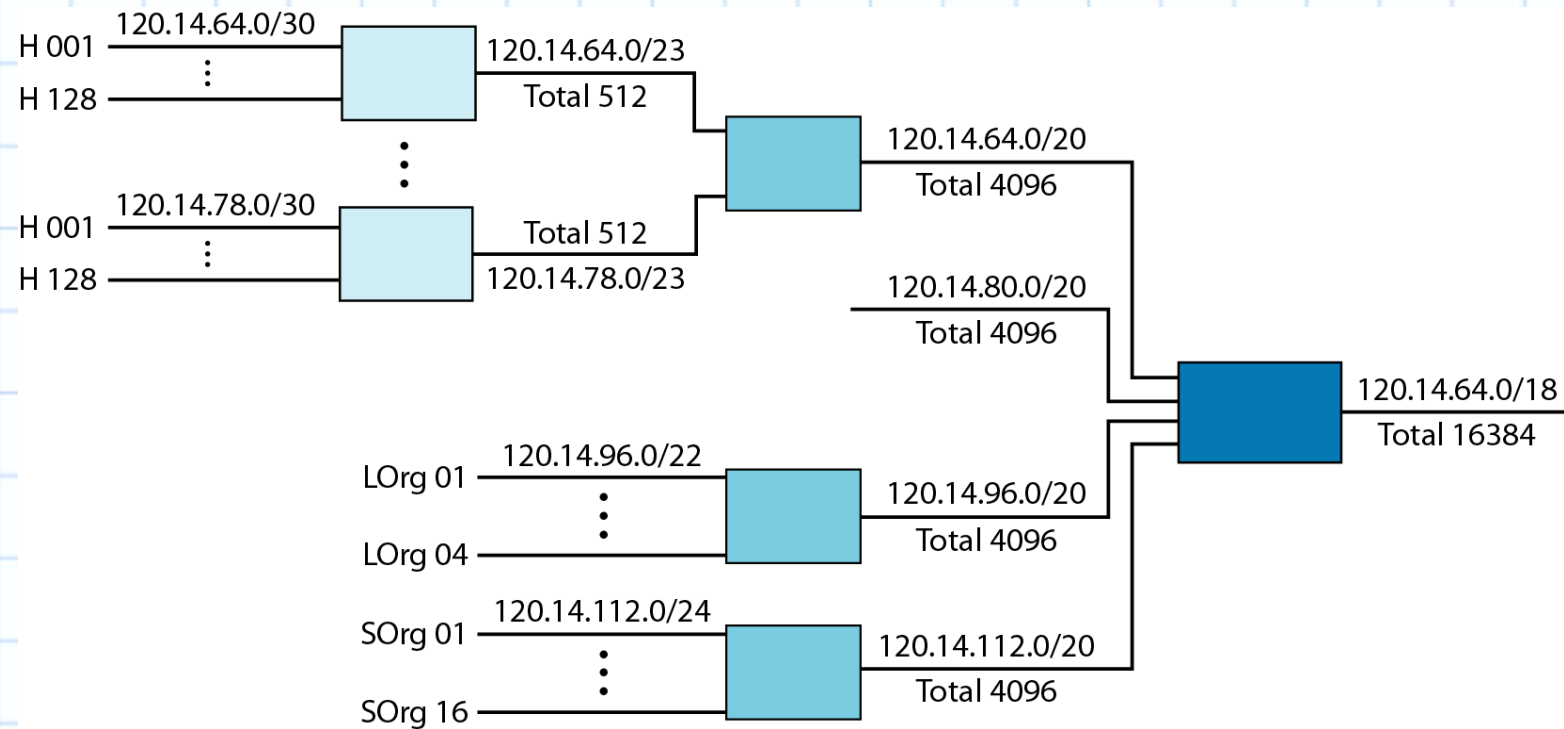 120.14.64.0/30
H 001
H 128
120.14.64.0/23
Total 512
120.14.78.0/30
H 001
H 128
Total 512
120.14.78.0/23
120.14.64.0/20
Total 4096
120.14.80.0/20
Total 4096
120.14.96.0/22
LOrg 01
LOrg 04
120.14.96.0/20
Total 4096
120.14.112.0/24
SOrg 01
SOrg 16
120.14.112.0/20
Total 4096
120.14.64.0/18
Total 16384